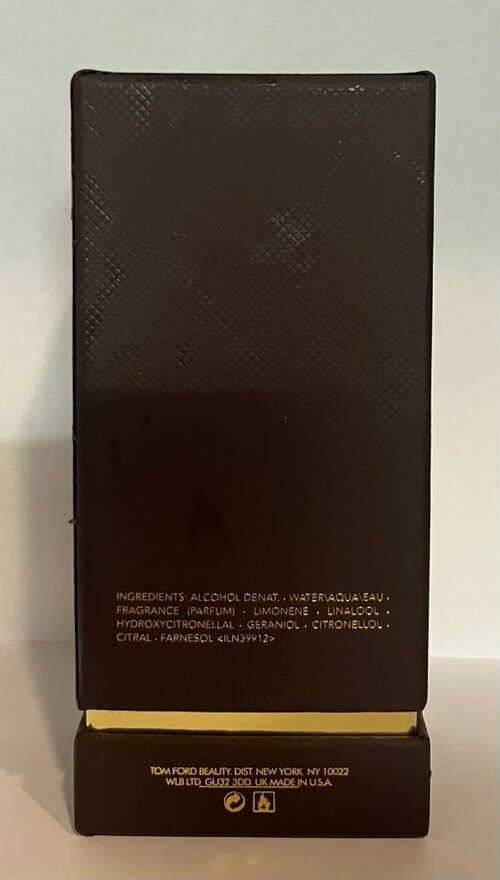 INGREDIENTS: ALCOHOL DENAT. • WATER\AQUA\EAU •
FRAGRANCE (PARFUM) • LIMONENE • LINALOOL •
HYDROXYCITRONELLAL • GERANIOL • CITRONELLOL •
CITRAL • FARNESOL <ILN39912>
TOM FORD BEAUTY, DIST. NEW YORK, NY 10022
WLB LTD, GU32 3DD, UK MADE IN U.S.A.